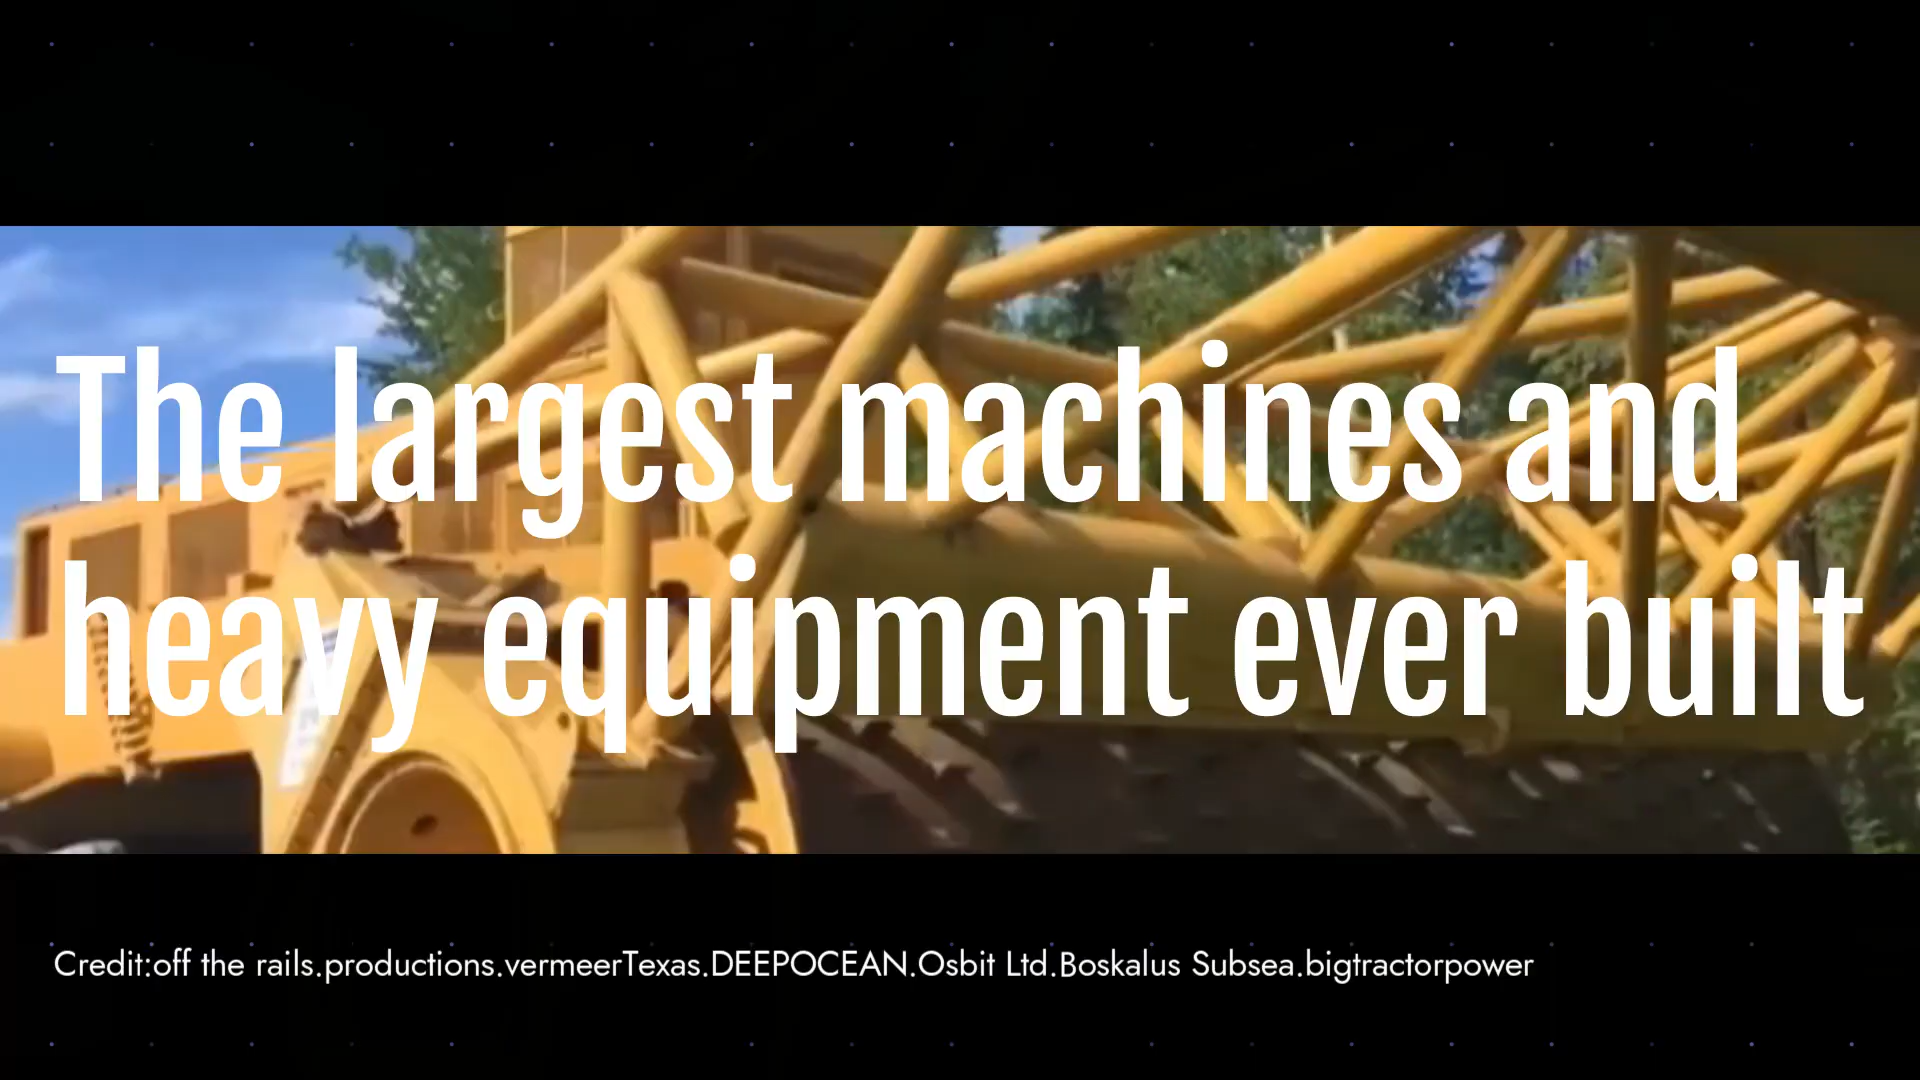 The largest machines and
heavy equipment ever built
Credit:off the rails.productions.vermeerTexas.DEEPOCEAN.Osbit Ltd.Boskalus Subsea.bigtractorpower